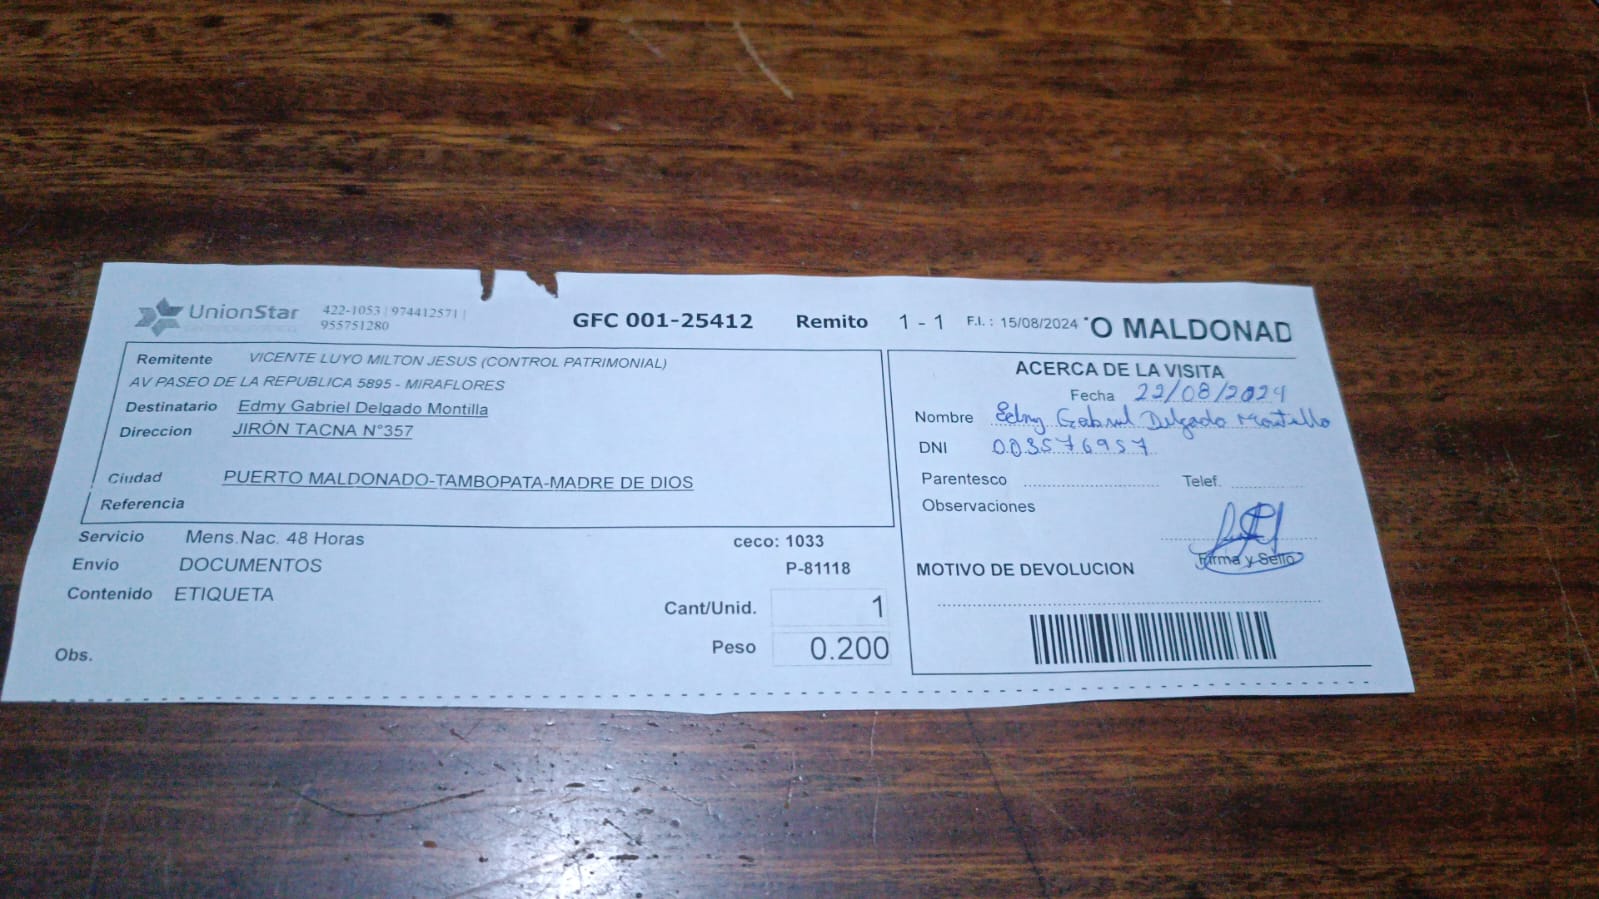 UnionStar
422-1053 | 974412571 |
955751280
GFC 001-25412 Remito 1 - 1 F.I. : 15/08/2024 O MALDONAD
Remitente VICENTE LUYO MILTON JESUS (CONTROL PATRIMONIAL)
AV PASEO DE LA REPUBLICA 5895 - MIRAFLORES
Destinatario Edmy Gabriel Delgado Montilla
Direccion JIRÓN TACNA N°357
Ciudad PUERTO MALDONADO-TAMBOPATA-MADRE DE DIOS
Referencia
Servicio Mens.Nac. 48 Horas
Envio DOCUMENTOS
Contenido ETIQUETA
Obs.
ceco: 1033
P-81118
Cant/Unid. 1
Peso 0.200
ACERCA DE LA VISITA
Fecha 22/08/2024
Nombre Edmy Gabriel Delgado Montilla
DNI 003576957
Parentesco Telef.
Observaciones
Firma y Sello
MOTIVO DE DEVOLUCION